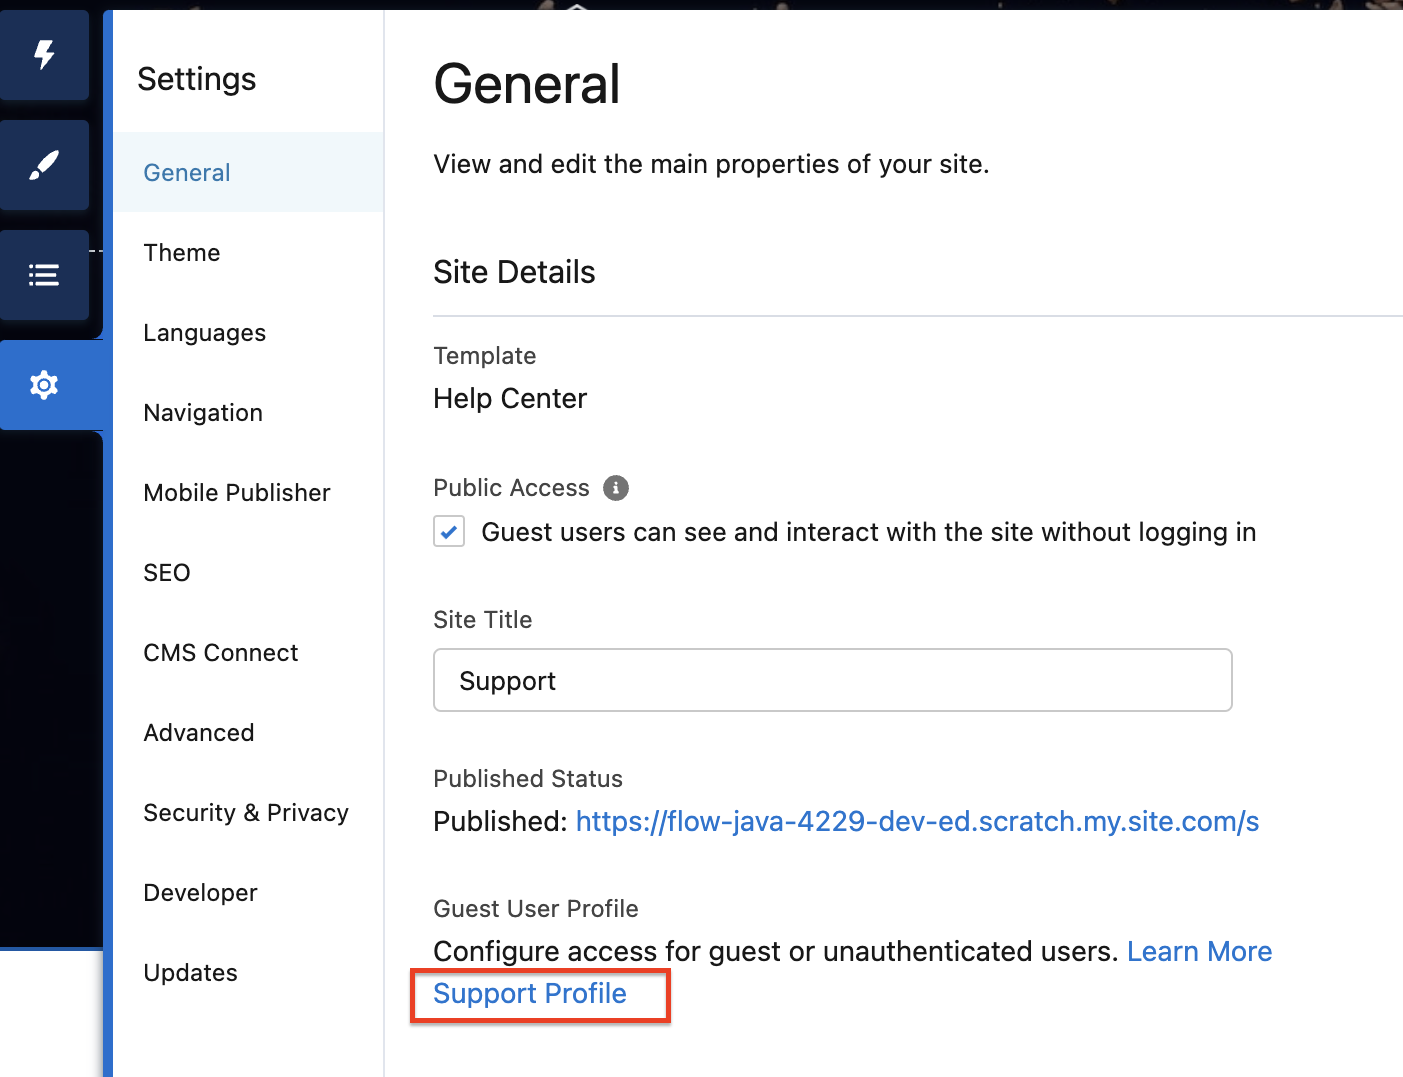 Settings
General
Theme
Languages
Navigation
Mobile Publisher
SEO
CMS Connect
Advanced
Security & Privacy
Developer
Updates
General
View and edit the main properties of your site.
Site Details
Template
Help Center
Public Access
Guest users can see and interact with the site without logging in
Site Title
Support
Published Status
Published: https://flow-java-4229-dev-ed.scratch.my.site.com/s
Guest User Profile
Configure access for guest or unauthenticated users. Learn More
Support Profile